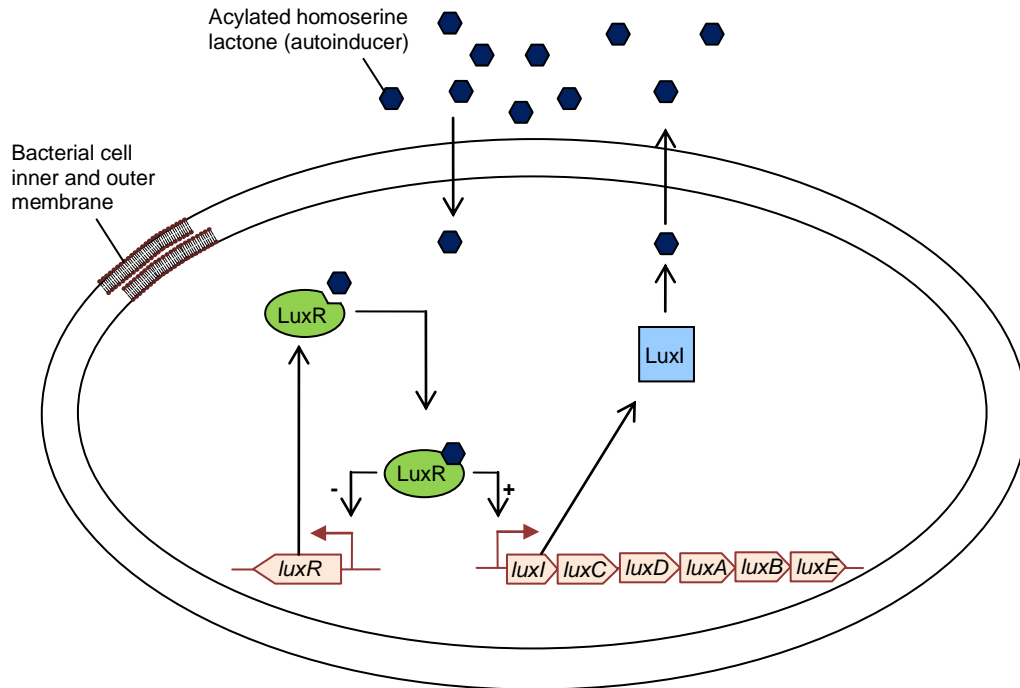 Acylated homoserine
lactone (autoinducer)
Bacterial cell
inner and outer
membrane
LuxR
LuxI
LuxR
-
+
luxR
luxI
luxC
luxD
luxA
luxB
luxE